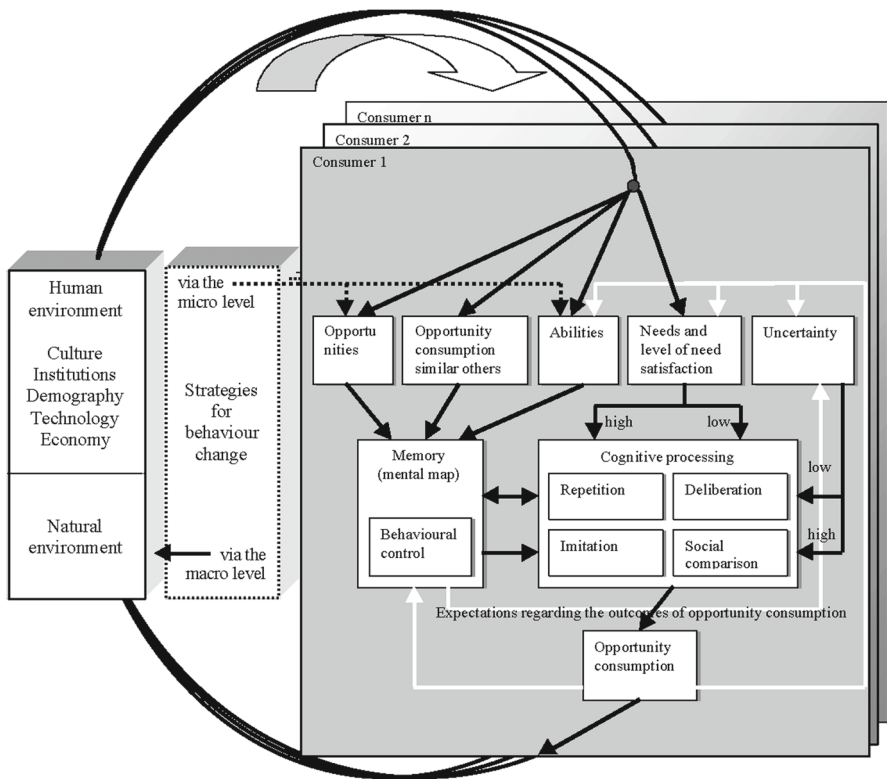 Consumer n
Consumer 2
Consumer 1
Human
environment
Culture
Institutions
Demography
Technology
Economy
Natural
environment
via the
micro level
Strategies
for
behaviour
change
via the
macro level
Opportu
nities
Opportunity
consumption
similar others
Abilities
Needs and
level of need
satisfaction
Uncertainty
high
low
Memory
(mental map)
Behavioural
control
Cognitive processing
Repetition
Deliberation
Imitation
Social
comparison
low
high
Expectations regarding the outcomes of opportunity consumption
Opportunity
consumption